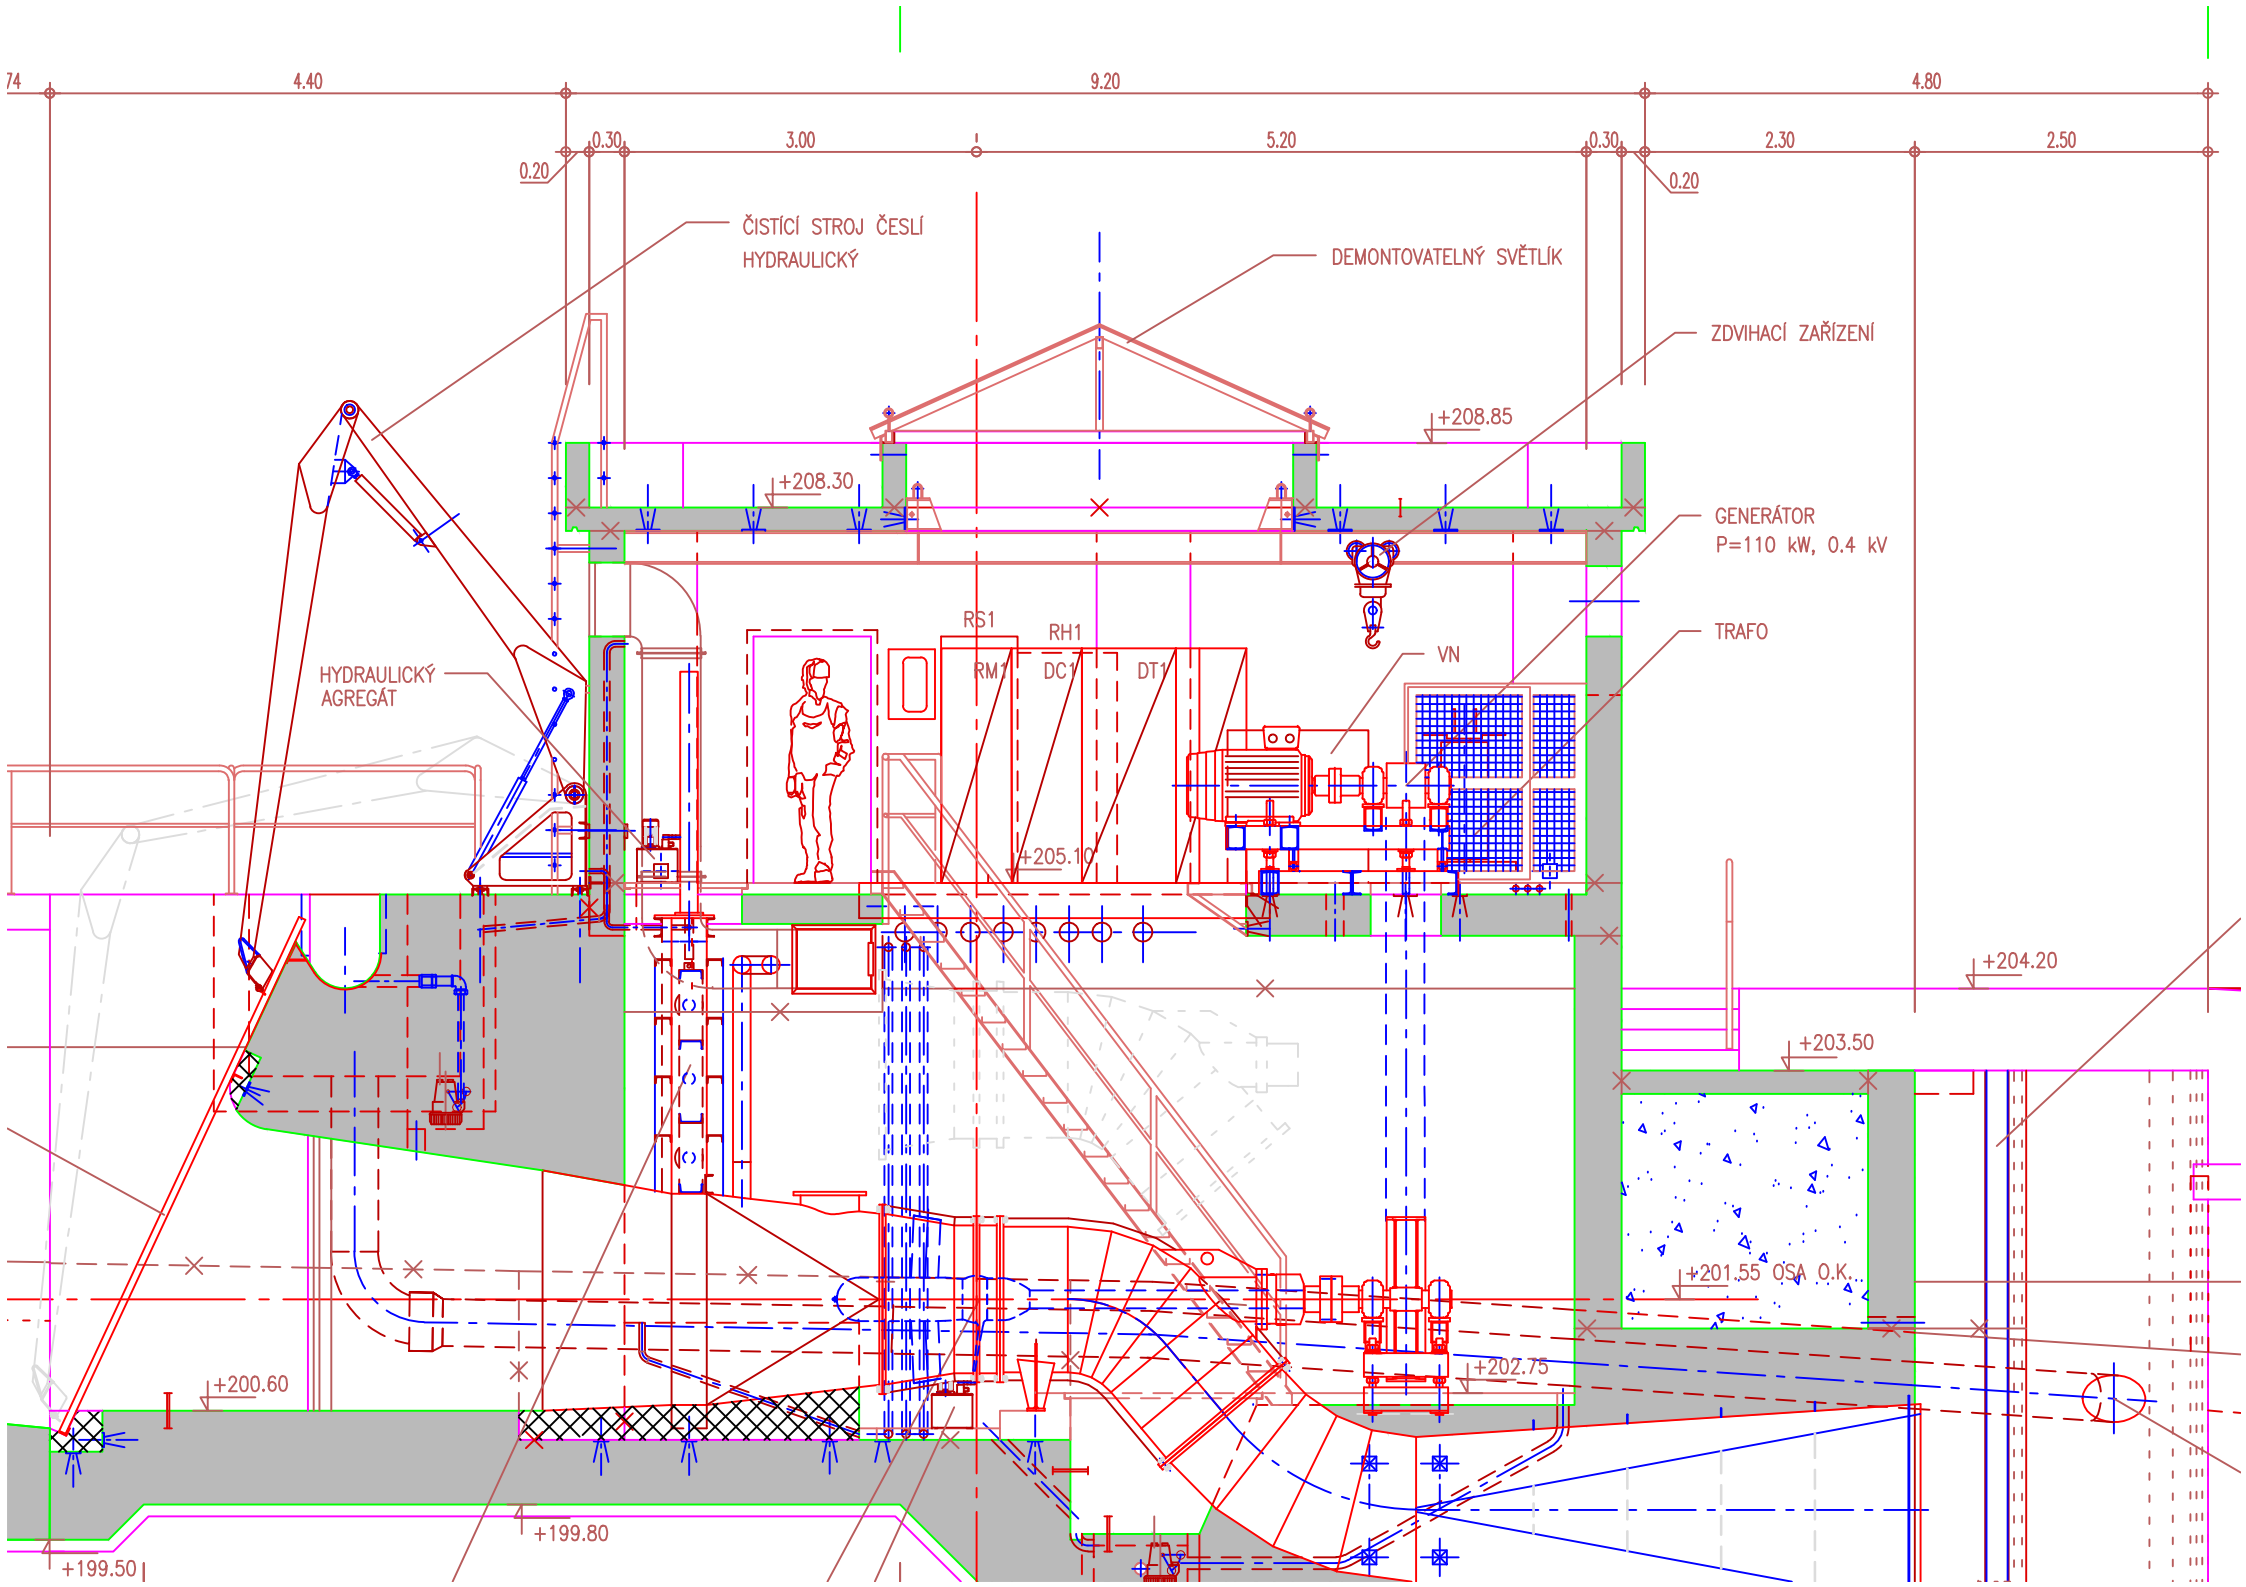 74
4.40
9.20
4.80
0.30
3.00
5.20
0.30
2.30
2.50
0.20
0.20
ČISTÍCÍ STROJ ČESLÍ
HYDRAULICKÝ
DEMONTOVATELNÝ SVĚTLÍK
ZDVIHACÍ ZAŘÍZENÍ
+208.85
+208.30
GENERÁTOR
P=110 kW, 0.4 kV
RS1
RH1
TRAFO
VN
HYDRAULICKÝ
AGREGÁT
RM1
DC1
DT1
+205.10
+204.20
+203.50
+201.55 OSA O.K.
+202.75
+200.60
+199.80
+199.50